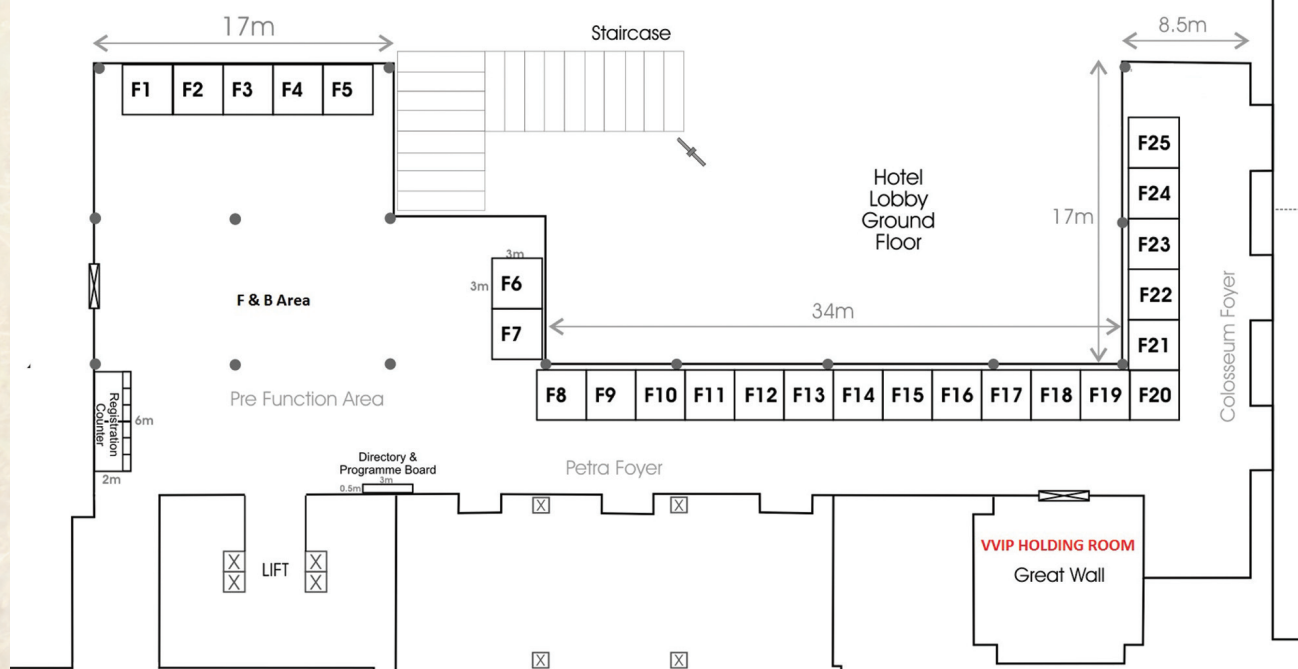 17m
Staircase
8.5m
F1 F2 F3 F4 F5
F25
F24
F23
F22
F21
Hotel
Lobby
Ground
Floor
17m
3m
3m
F6
F7
F & B Area
34m
Colosseum Foyer
F8 F9 F10 F11 F12 F13 F14 F15 F16 F17 F18 F19 F20
Pre Function Area
Registration
Counter
6m
2m
Directory &
Programme Board
3m
0.5m
Petra Foyer
X X
X X
LIFT
X X
VVIP HOLDING ROOM
Great Wall
X X